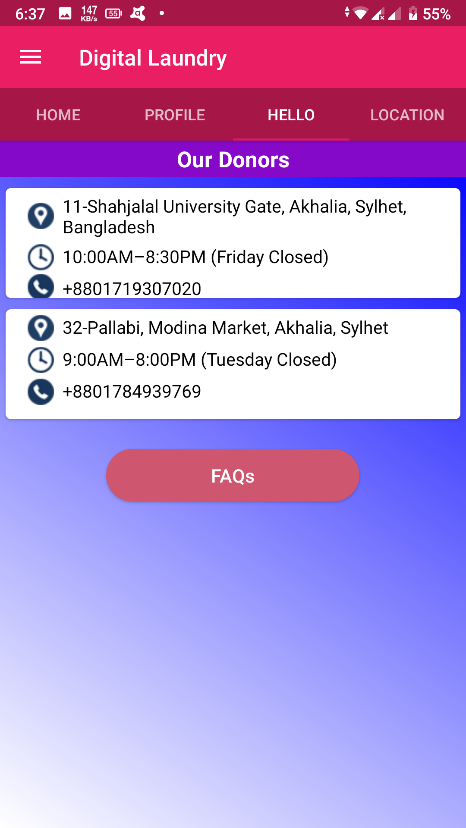 6:37 147 KB/s 55 55%
Digital Laundry
HOME PROFILE HELLO LOCATION
Our Donors
11-Shahjalal University Gate, Akhalia, Sylhet,
Bangladesh
10:00AM–8:30PM (Friday Closed)
+8801719307020
32-Pallabi, Modina Market, Akhalia, Sylhet
9:00AM–8:00PM (Tuesday Closed)
+8801784939769
FAQs